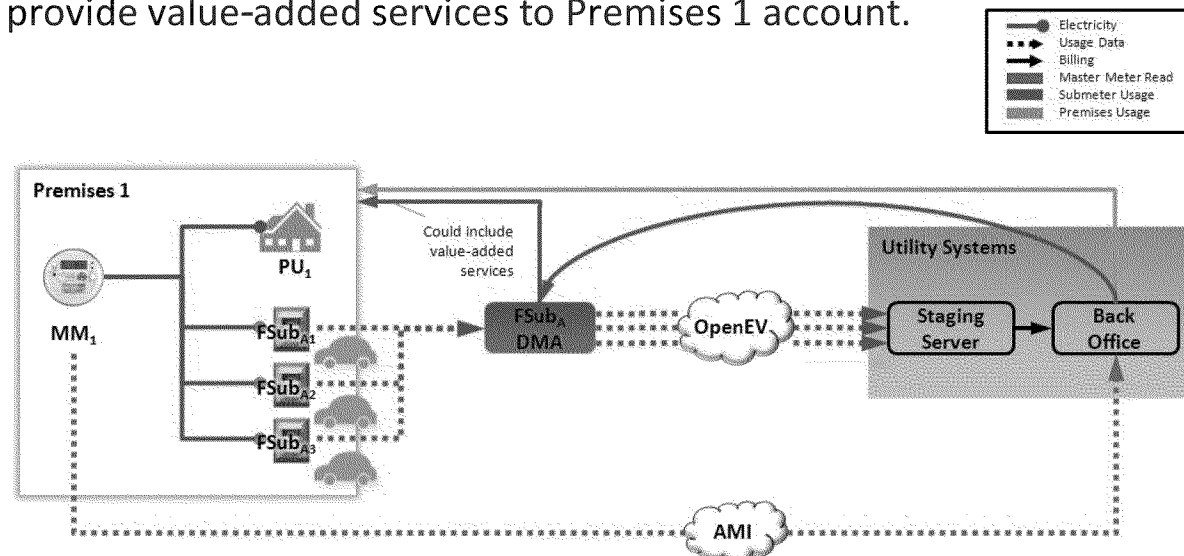 provide value-added services to Premises 1 account.
Electricity
Usage Data
Billing
Master Meter Read
Submeter Usage
Premises Usage
Premises 1
PU1
MM1
FSubA1
FSubA2
FSubA3
Could include
value-added
services
FSubA
DMA
OpenEV
Utility Systems
Staging
Server
Back
Office
AMI